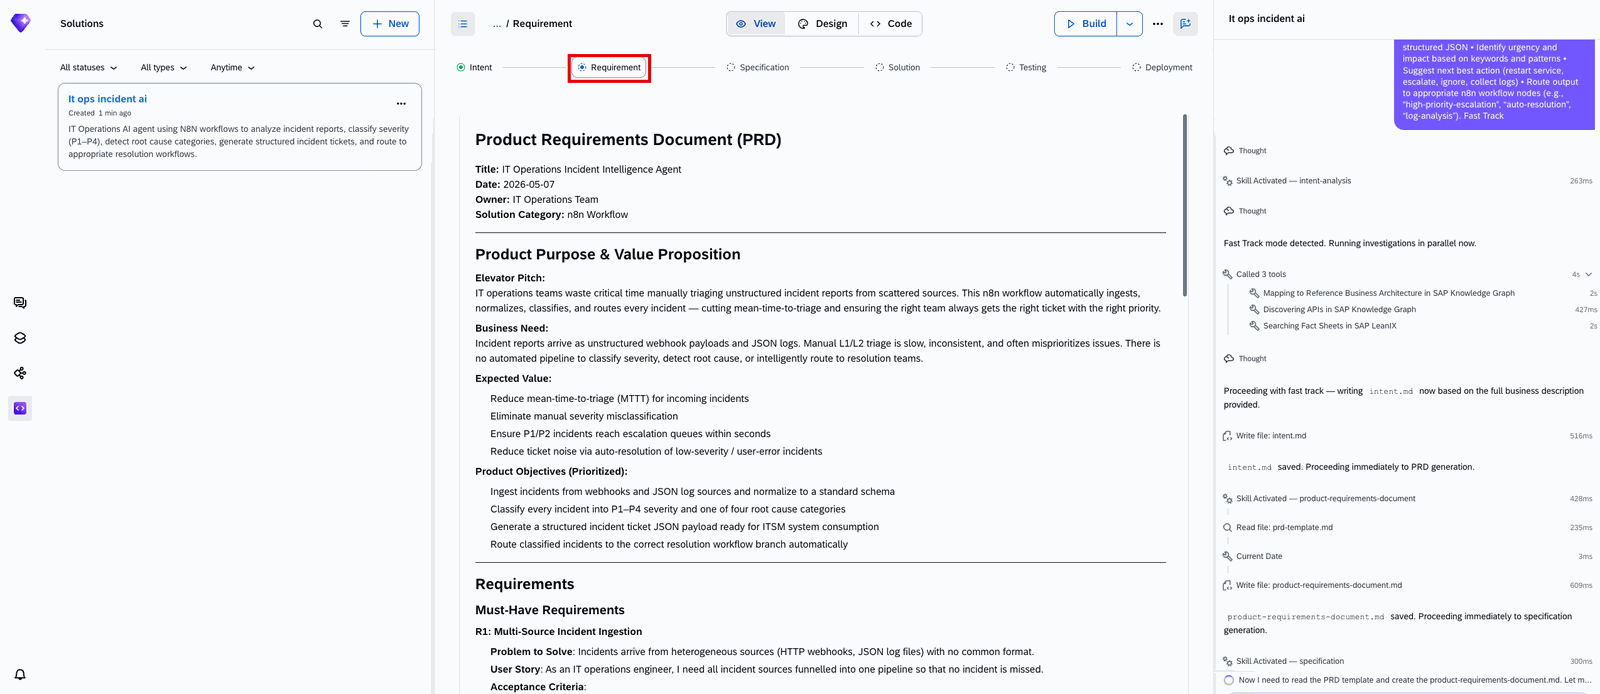 Solutions
New
All statuses
All types
Anytime
It ops incident ai
Created 1 min ago
IT Operations AI agent using N8N workflows to analyze incident reports, classify severity
(P1–P4), detect root cause categories, generate structured incident tickets, and route to
appropriate resolution workflows.
... / Requirement
View
Design
Code
Build
Intent
Requirement
Specification
Solution
Testing
Deployment
Product Requirements Document (PRD)
Title: IT Operations Incident Intelligence Agent
Date: 2026-05-07
Owner: IT Operations Team
Solution Category: n8n Workflow
Product Purpose & Value Proposition
Elevator Pitch:
IT operations teams waste critical time manually triaging unstructured incident reports from scattered sources. This n8n workflow automatically ingests,
normalizes, classifies, and routes every incident — cutting mean-time-to-triage and ensuring the right team always gets the right ticket with the right priority.
Business Need:
Incident reports arrive as unstructured webhook payloads and JSON logs. Manual L1/L2 triage is slow, inconsistent, and often misprioritizes issues. There is
no automated pipeline to classify severity, detect root cause, or intelligently route to resolution teams.
Expected Value:
Reduce mean-time-to-triage (MTTT) for incoming incidents
Eliminate manual severity misclassification
Ensure P1/P2 incidents reach escalation queues within seconds
Reduce ticket noise via auto-resolution of low-severity / user-error incidents
Product Objectives (Prioritized):
Ingest incidents from webhooks and JSON log sources and normalize to a standard schema
Classify every incident into P1–P4 severity and one of four root cause categories
Generate a structured incident ticket JSON payload ready for ITSM system consumption
Route classified incidents to the correct resolution workflow branch automatically
Requirements
Must-Have Requirements
R1: Multi-Source Incident Ingestion
Problem to Solve: Incidents arrive from heterogeneous sources (HTTP webhooks, JSON log files) with no common format.
User Story: As an IT operations engineer, I need all incident sources funnelled into one pipeline so that no incident is missed.
Acceptance Criteria:
It ops incident ai
structured JSON • Identify urgency and
impact based on keywords and patterns •
Suggest next best action (restart service,
escalate, ignore, collect logs) • Route output
to appropriate n8n workflow nodes (e.g.,
“high-priority-escalation”, “auto-resolution”,
“log-analysis”). Fast Track
Thought
Skill Activated — intent-analysis 263ms
Thought
Fast Track mode detected. Running investigations in parallel now.
Called 3 tools 4s
Mapping to Reference Business Architecture in SAP Knowledge Graph 2s
Discovering APIs in SAP Knowledge Graph 427ms
Searching Fact Sheets in SAP LeanIX 2s
Thought
Proceeding with fast track — writing intent.md now based on the full business description
provided.
Write file: intent.md 516ms
intent.md saved. Proceeding immediately to PRD generation.
Skill Activated — product-requirements-document 428ms
Read file: prd-template.md 235ms
Current Date 3ms
Write file: product-requirements-document.md 609ms
product-requirements-document.md saved. Proceeding immediately to specification
generation.
Skill Activated — specification 300ms
Now I need to read the PRD template and create the product-requirements-document.md. Let m...